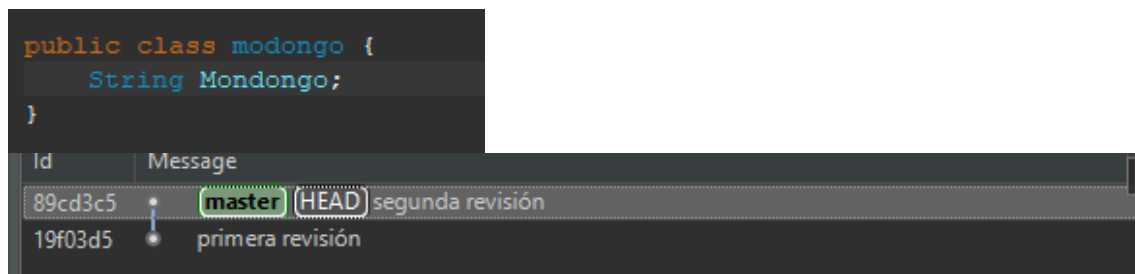 public class modongo {
String Mondongo;
}
Id Message
89cd3c5 master HEAD segunda revisión
19f03d5 primera revisión